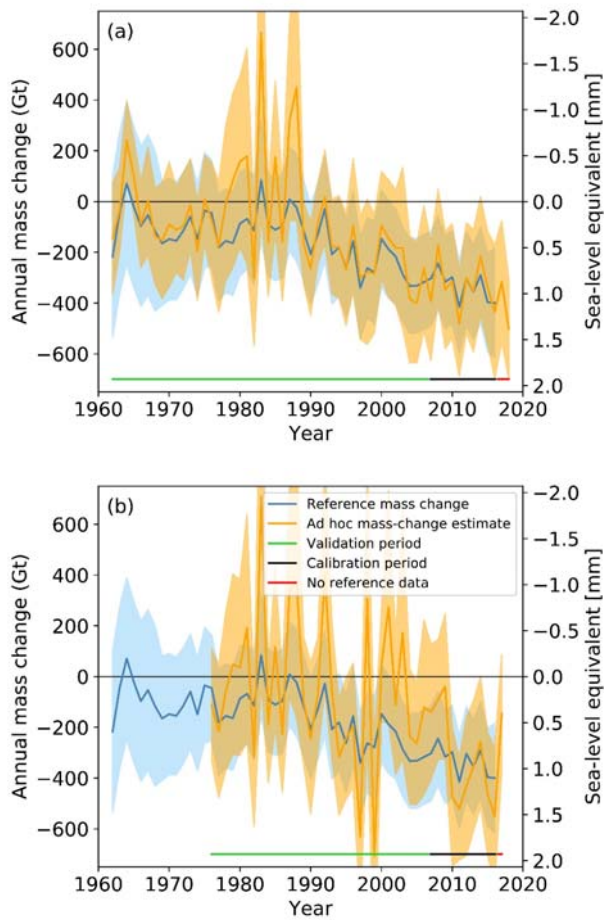 (a)
Annual mass change (Gt)
600
400
200
0
−200
−400
−600
Sea-level equivalent [mm]
−2.0
−1.5
−1.0
−0.5
0.0
0.5
1.0
1.5
2.0
1960 1970 1980 1990 2000 2010 2020
Year
(b)
Reference mass change
Ad hoc mass-change estimate
Validation period
Calibration period
No reference data
Annual mass change (Gt)
600
400
200
0
−200
−400
−600
Sea-level equivalent [mm]
−2.0
−1.5
−1.0
−0.5
0.0
0.5
1.0
1.5
2.0
1960 1970 1980 1990 2000 2010 2020
Year